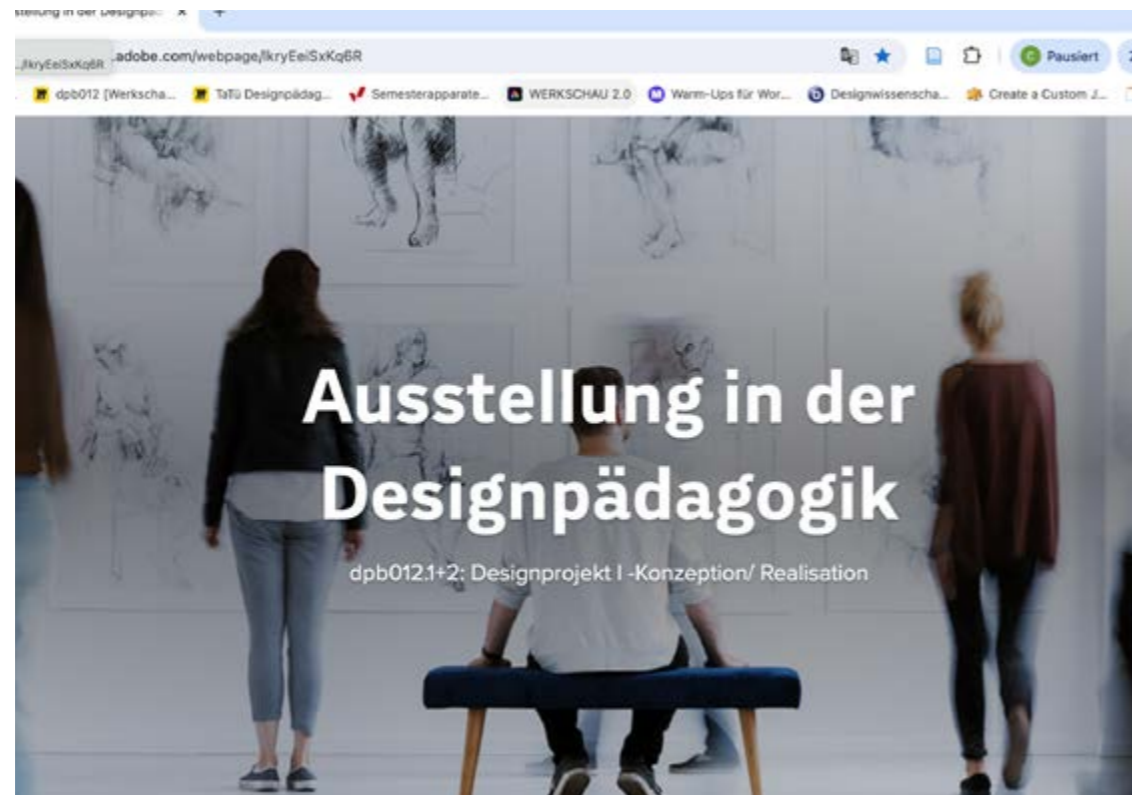 .adobe.com/webpage/IkryEeiSxKq6R
Pausiert
dpb012 [Werkscha...
TaTü Designpädag...
Semesterapparate...
WERKSCHAU 2.0
Warm-Ups für Wor...
Designwissenscha...
Create a Custom J...
Ausstellung in der
Designpädagogik
dpb012.1+2: Designprojekt I -Konzeption/ Realisation